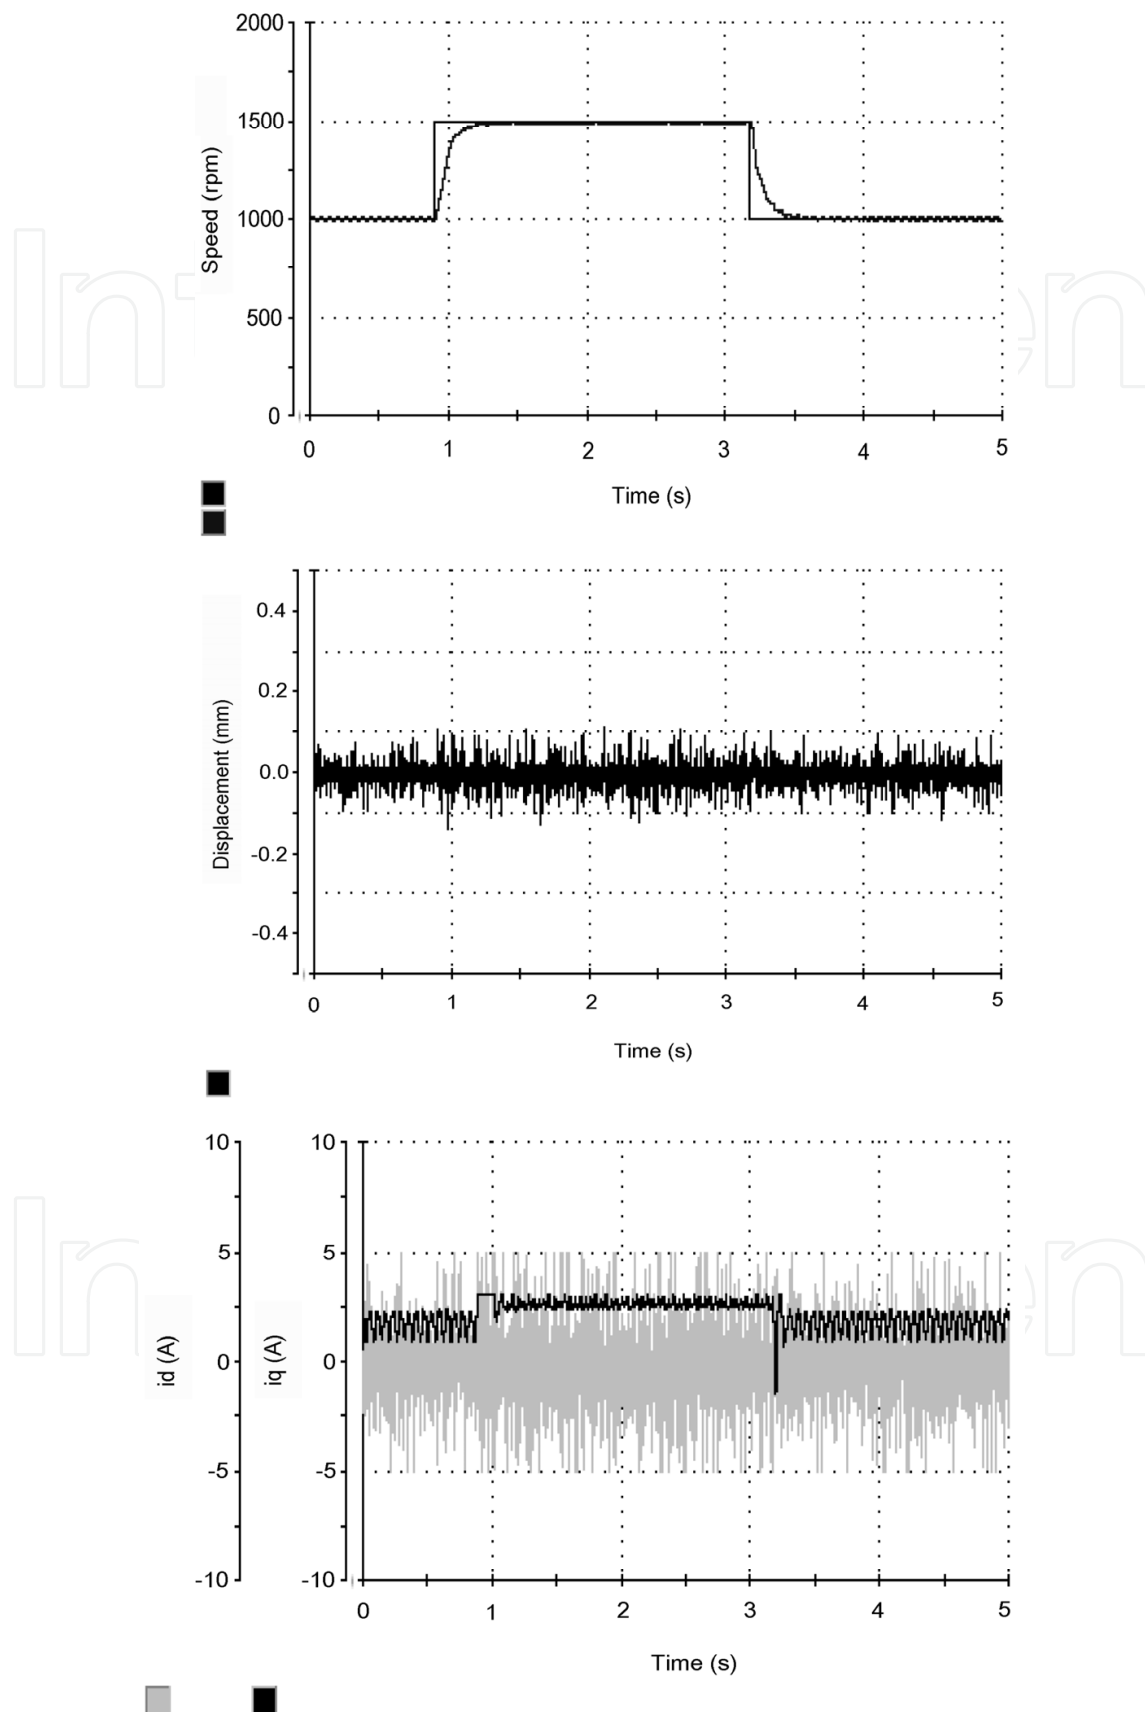 2000
1500
1000
500
0
Speed (rpm)
0 1 2 3 4 5
Time (s)
0.4
0.2
0.0
-0.2
-0.4
Displacement (mm)
0 1 2 3 4 5
Time (s)
10 10
5 5
0 0
-5 -5
-10 -10
id (A) iq (A)
0 1 2 3 4 5
Time (s)